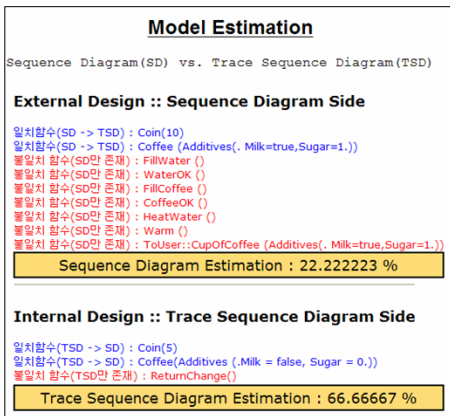 Model Estimation
Sequence Diagram(SD) vs. Trace Sequence Diagram(TSD)
External Design :: Sequence Diagram Side
일치함수(SD -> TSD) : Coin(10)
일치함수(SD -> TSD) : Coffee (Additives(. Milk=true,Sugar=1.))
불일치 함수(SD만 존재) : FillWater ()
불일치 함수(SD만 존재) : WaterOK ()
불일치 함수(SD만 존재) : FillCoffee ()
불일치 함수(SD만 존재) : CoffeeOK ()
불일치 함수(SD만 존재) : HeatWater ()
불일치 함수(SD만 존재) : Warm ()
불일치 함수(SD만 존재) : ToUser::CupOfCoffee (Additives(. Milk=true,Sugar=1.))
Sequence Diagram Estimation : 22.222223 %
Internal Design :: Trace Sequence Diagram Side
일치함수(TSD -> SD) : Coin(5)
일치함수(TSD -> SD) : Coffee(Additives (.Milk = false, Sugar = 0.))
불일치 함수(TSD만 존재) : ReturnChange()
Trace Sequence Diagram Estimation : 66.66667 %